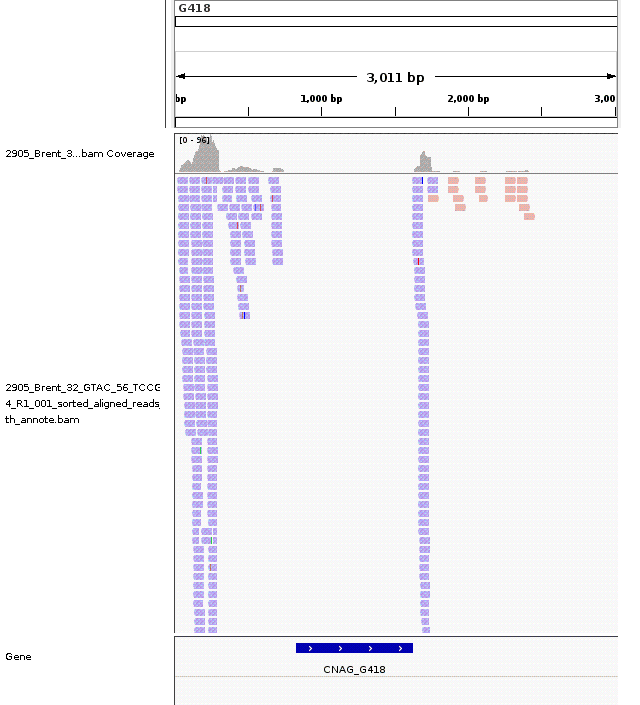 G418
3,011 bp
bp 1,000 bp 2,000 bp 3,00
[0 - 96]
2905_Brent_3...bam Coverage
2905_Brent_32_GTAC_56_TCCG
4_R1_001_sorted_aligned_reads_
th_annote.bam
Gene
CNAG_G418